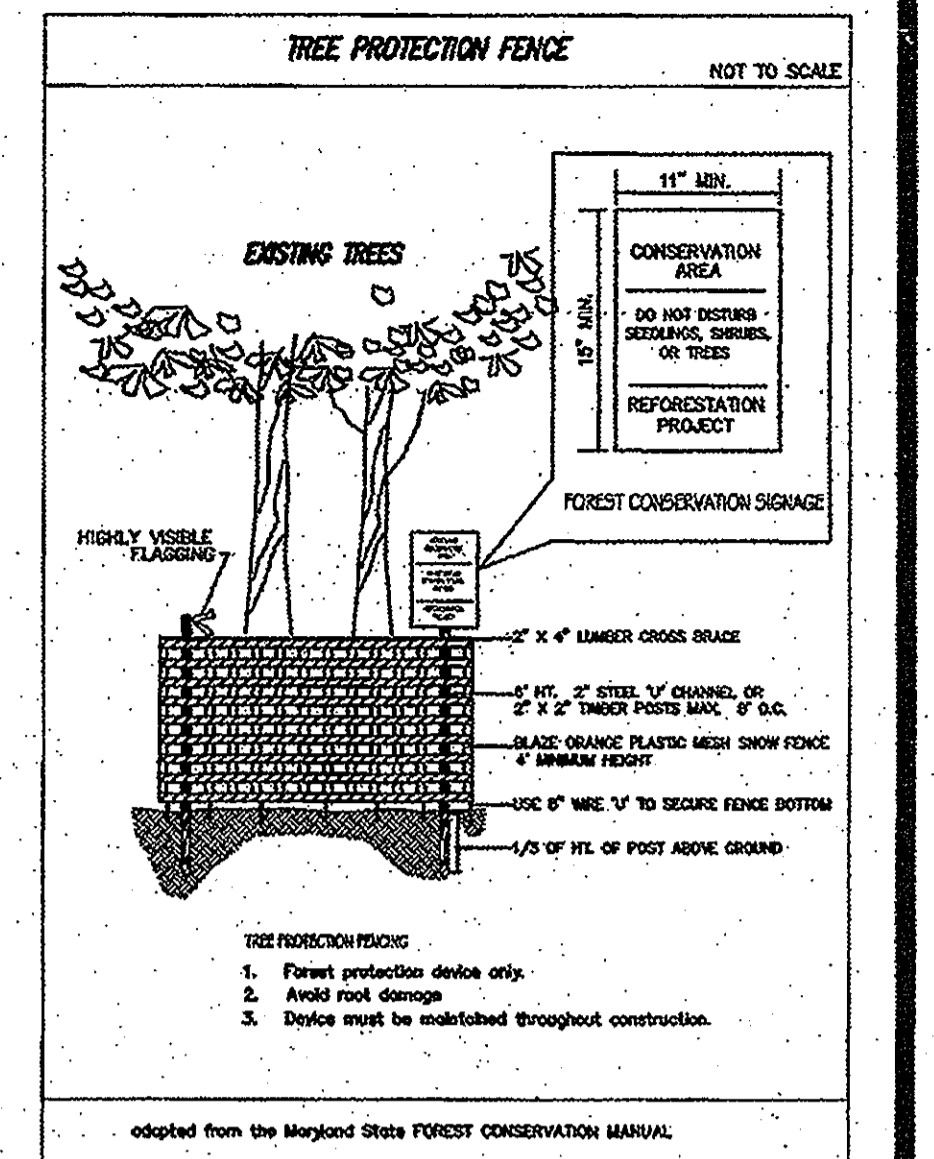 TREE PROTECTION FENCE
NOT TO SCALE
11" MIN.
15" MIN.
CONSERVATION
AREA
DO NOT DISTURB
SEEDLINGS, SHRUBS,
OR TREES
REFORESTATION
PROJECT
FOREST CONSERVATION SIGNAGE
EXISTING TREES
HIGHLY VISIBLE
FLAGGING
2" X 4" LUMBER CROSS BRACE
HT. 2" STEEL 'U' CHANNEL OR
2" X 2" TIMBER POSTS MAX. O.C.
BLAZE ORANGE PLASTIC MESH SNOW FENCE
4' MINIMUM HEIGHT
USE 8" WIRE 'U' TO SECURE FENCE BOTTOM
1/3 OF HT. OF POST ABOVE GROUND
TREE PROTECTION FENCING
1. Forest protection device only.
2. Avoid root damage
3. Device must be maintained throughout construction.
adapted from the Maryland State FOREST CONSERVATION MANUAL